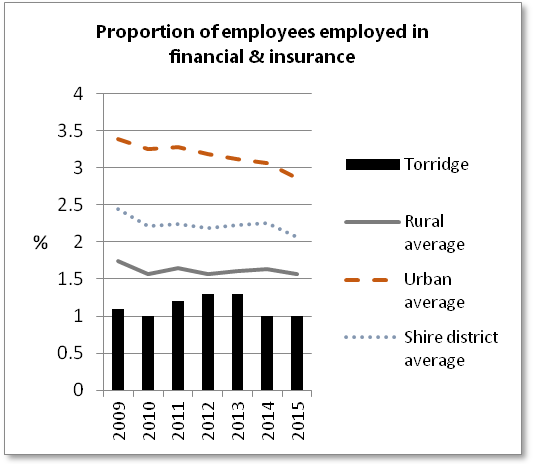 Proportion of employees employed in
financial & insurance
4
3.5
3
2.5
2
1.5
1
0.5
0
%
2009
2010
2011
2012
2013
2014
2015
Torridge
Rural
average
Urban
average
Shire district
average